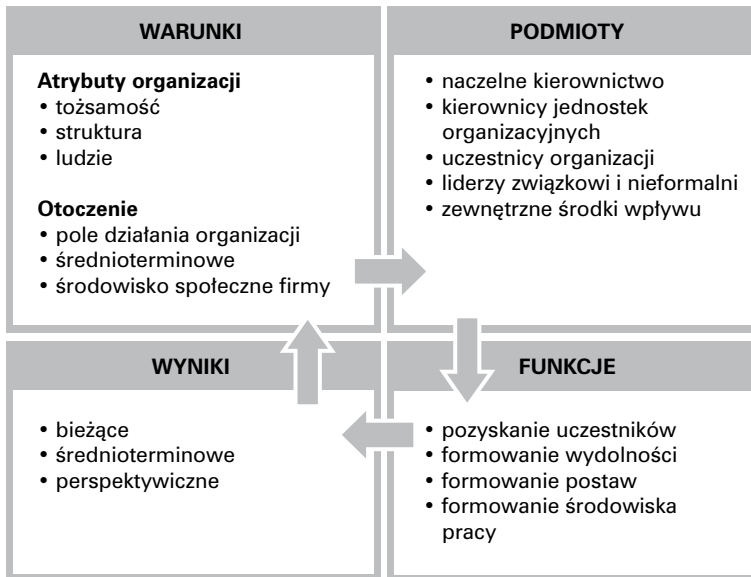 WARUNKI
Atrybuty organizacji
• tożsamość
• struktura
• ludzie
Otoczenie
• pole działania organizacji
• średnioterminowe
• środowisko społeczne firmy
PODMIOTY
• naczelne kierownictwo
• kierownicy jednostek
organizacyjnych
• uczestnicy organizacji
• liderzy związkowi i nieformalni
• zewnętrzne środki wpływu
WYNIKI
• bieżące
• średnioterminowe
• perspektywiczne
FUNKCJE
• pozyskanie uczestników
• formowanie wydolności
• formowanie postaw
• formowanie środowiska
pracy